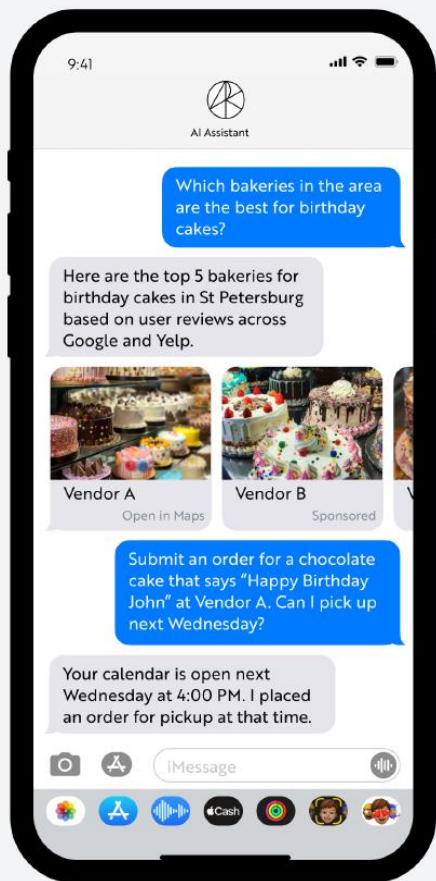 9:41
AI Assistant
Which bakeries in the area
are the best for birthday
cakes?
Here are the top 5 bakeries for
birthday cakes in St Petersburg
based on user reviews across
Google and Yelp.
Vendor A
Open in Maps
Vendor B
Sponsored
V
Submit an order for a chocolate
cake that says “Happy Birthday
John” at Vendor A. Can I pick up
next Wednesday?
Your calendar is open next
Wednesday at 4:00 PM. I placed
an order for pickup at that time.
iMessage
Cash